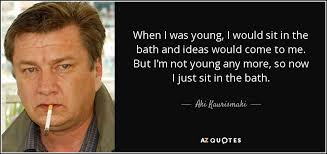 When I was young, I would sit in the
bath and ideas would come to me.
But I'm not young any more, so now
I just sit in the bath.
Aki Kaurismaki
AZ QUOTES